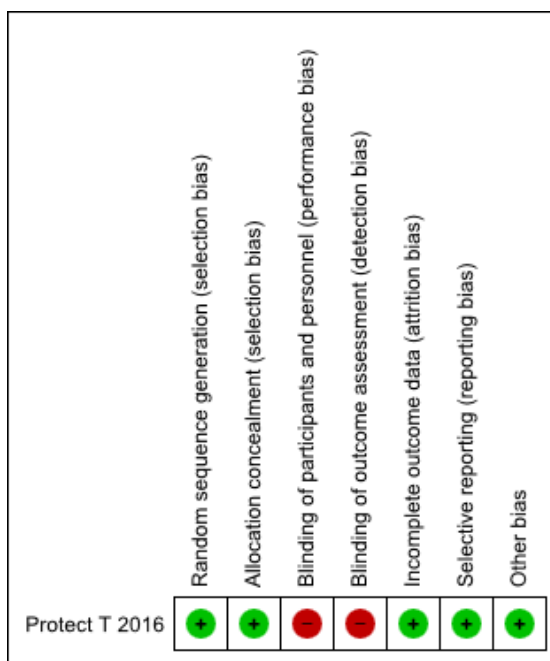 Random sequence generation (selection bias)
Allocation concealment (selection bias)
Blinding of participants and personnel (performance bias)
Blinding of outcome assessment (detection bias)
Incomplete outcome data (attrition bias)
Selective reporting (reporting bias)
Other bias
Protect T 2016 + + - - + + +